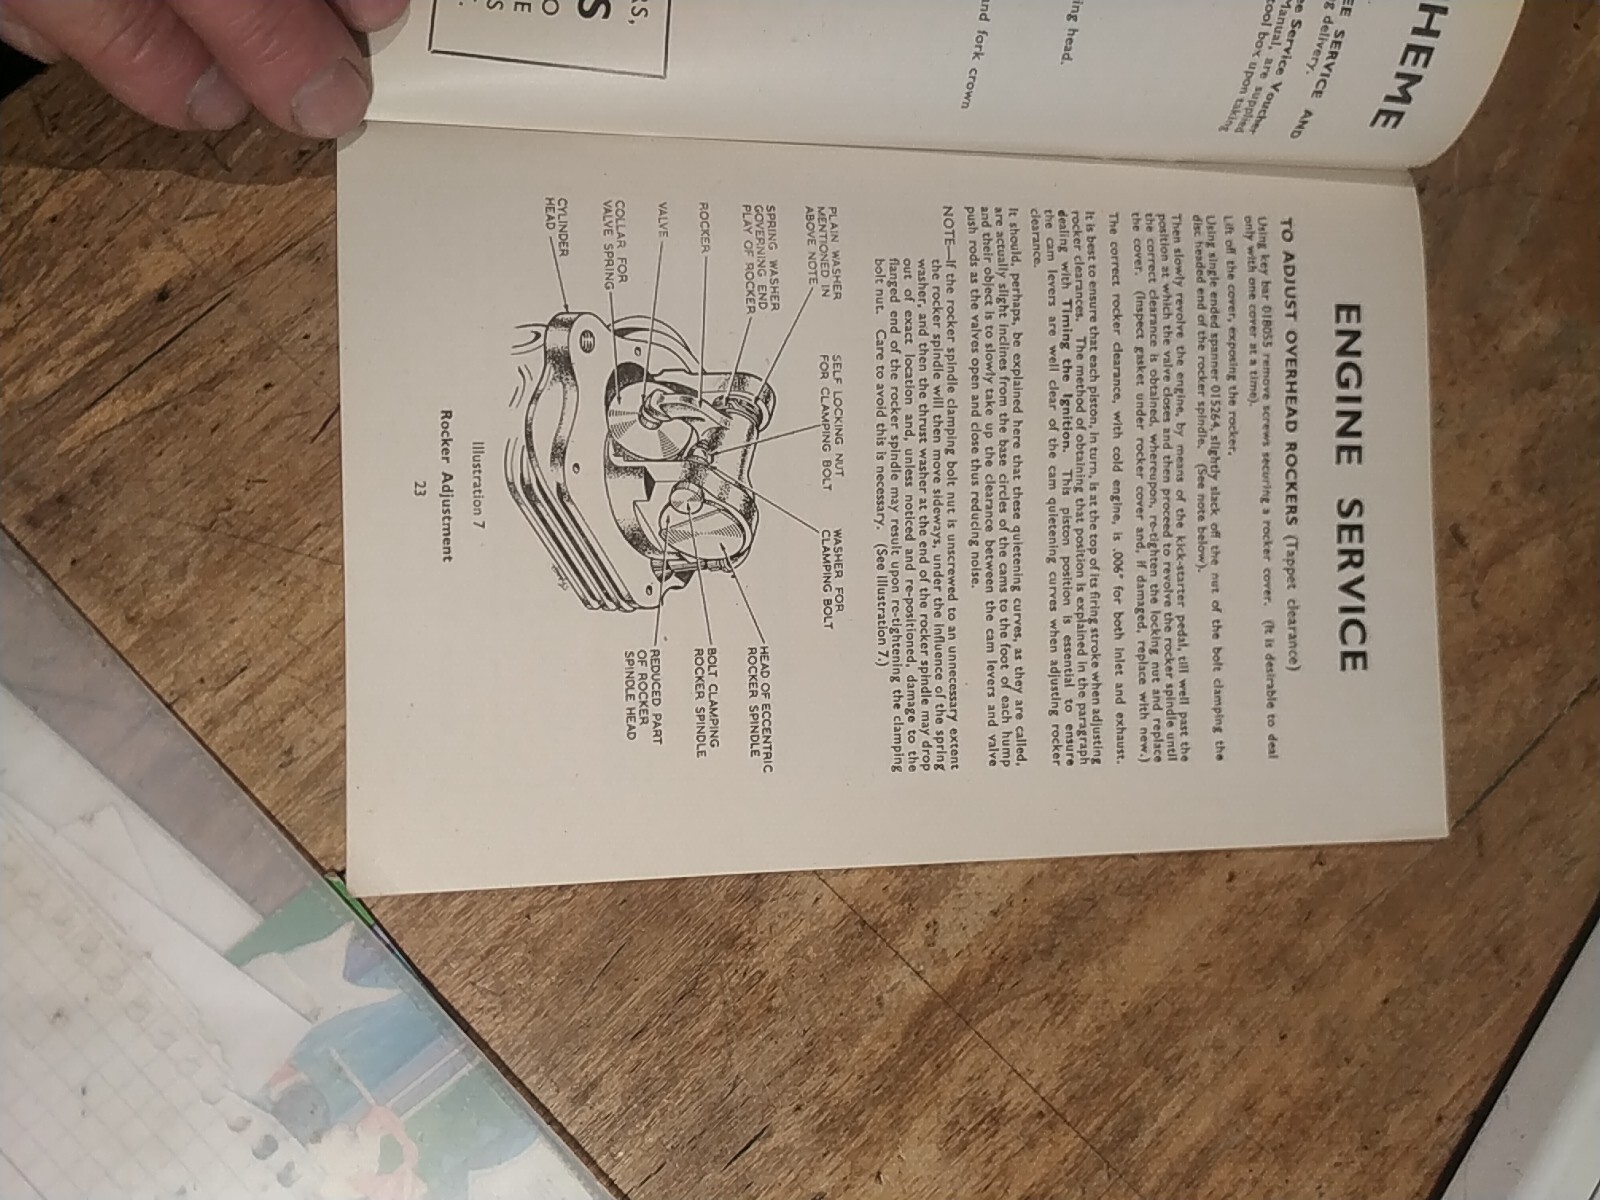 HEME
EE SERVICE AND
g delivery.
ee Service Voucher
Manual, are supplied
tool box upon taking
ing head.
nd fork crown
RS,
S
O
E
S
ENGINE SERVICE
TO ADJUST OVERHEAD ROCKERS (Tappet clearance)
Using key bar 018055 remove screws securing a rocker cover. (It is desirable to deal
only with one cover at a time).
Lift off the cover, exposing the rocker.
Using single ended spanner 015264, slightly slack off the nut of the bolt clamping the
disc headed end of the rocker spindle. (See note below).
Then slowly revolve the engine, by means of the kick-starter pedal, till well past the
position at which the valve closes and then proceed to revolve the rocker spindle until
the correct clearance is obtained, whereupon, re-tighten the locking nut and replace
the cover. (Inspect gasket under rocker cover and, if damaged, replace with new.)
The correct rocker clearance, with cold engine, is .006" for both inlet and exhaust.
It is best to ensure that each piston, in turn, is at the top of its firing stroke when adjusting
rocker clearances. The method of obtaining that position is explained in the paragraph
dealing with Timing the Ignition. This piston position is essential to ensure
the cam levers are well clear of the cam quietening curves when adjusting rocker
clearance.
It should, perhaps, be explained here that these quietening curves, as they are called,
are actually slight inclines from the base circles of the cams to the foot of each hump
and their object is to slowly take up the clearance between the cam levers and valve
push rods as the valves open and close thus reducing noise.
NOTE—If the rocker spindle clamping bolt nut is unscrewed to an unnecessary extent
the rocker spindle will then move sideways, under the influence of the spring
washer, and then the thrust washer at the end of the rocker spindle may drop
out of exact location and, unless noticed and re-positioned, damage to the
flanged end of the rocker spindle may result upon re-tightening the clamping
bolt nut. Care to avoid this is necessary. (See Illustration 7.)
PLAIN WASHER
MENTIONED IN
ABOVE NOTE
SELF LOCKING NUT
FOR CLAMPING BOLT
WASHER FOR
CLAMPING BOLT
SPRING WASHER
GOVERNING END
PLAY OF ROCKER
HEAD OF ECCENTRIC
ROCKER SPINDLE
ROCKER
BOLT CLAMPING
ROCKER SPINDLE
VALVE
REDUCED PART
OF ROCKER
SPINDLE HEAD
COLLAR FOR
VALVE SPRING
CYLINDER
HEAD
Illustration 7
Rocker Adjustment
23